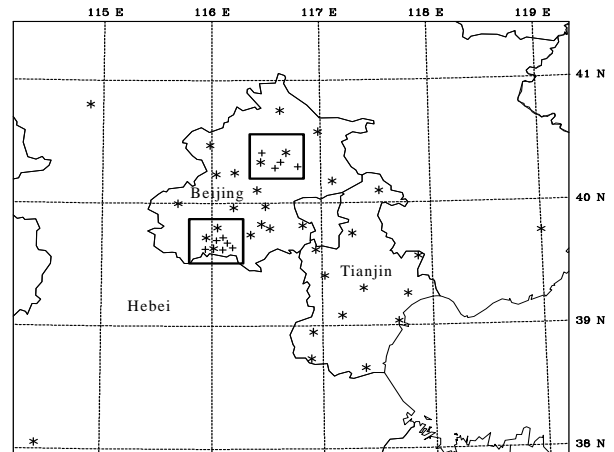 115 E 116 E 117 E 118 E 119 E
41 N
Beijing
40 N
Tianjin
Hebei
39 N
38 N